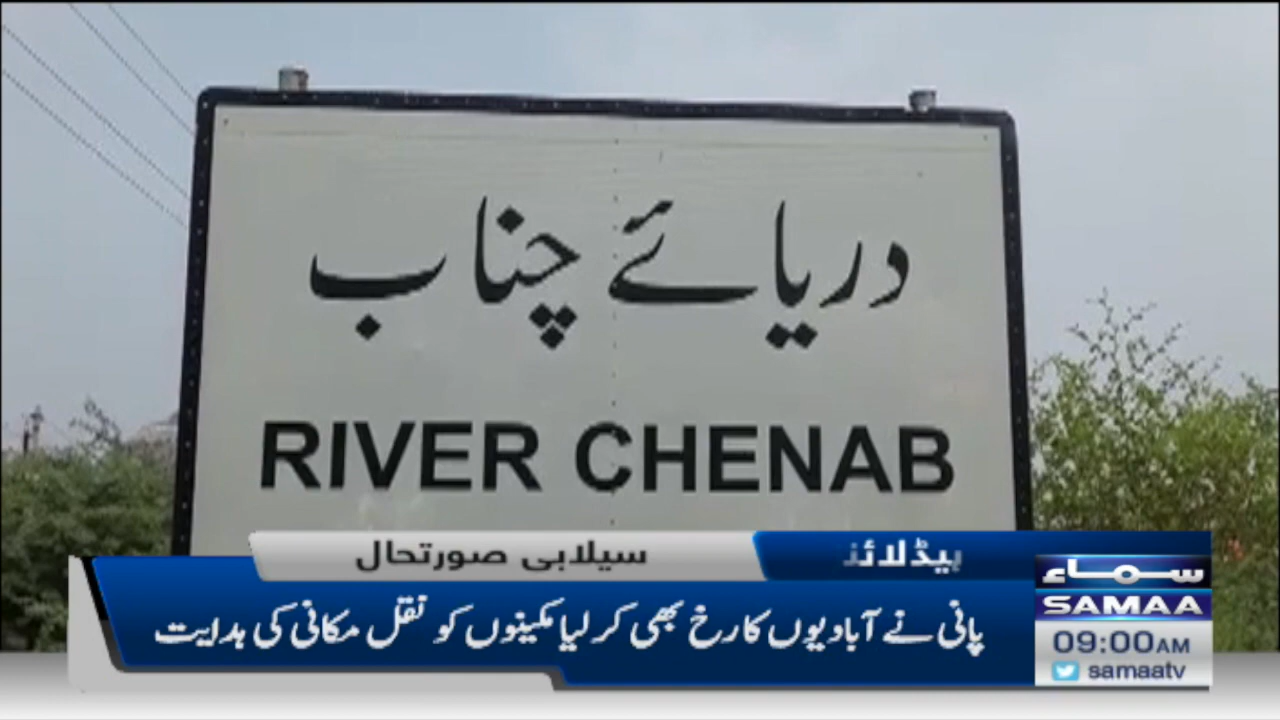 دریائے چناب
RIVER CHENAB
ہیڈلائنز
سیلابی صورتحال
پانی نے آبادیوں کا رخ بھی کر لیا مکینوں کو نقل مکانی کی ہدایت
سماء
SAMAA
09:00AM
samaatv